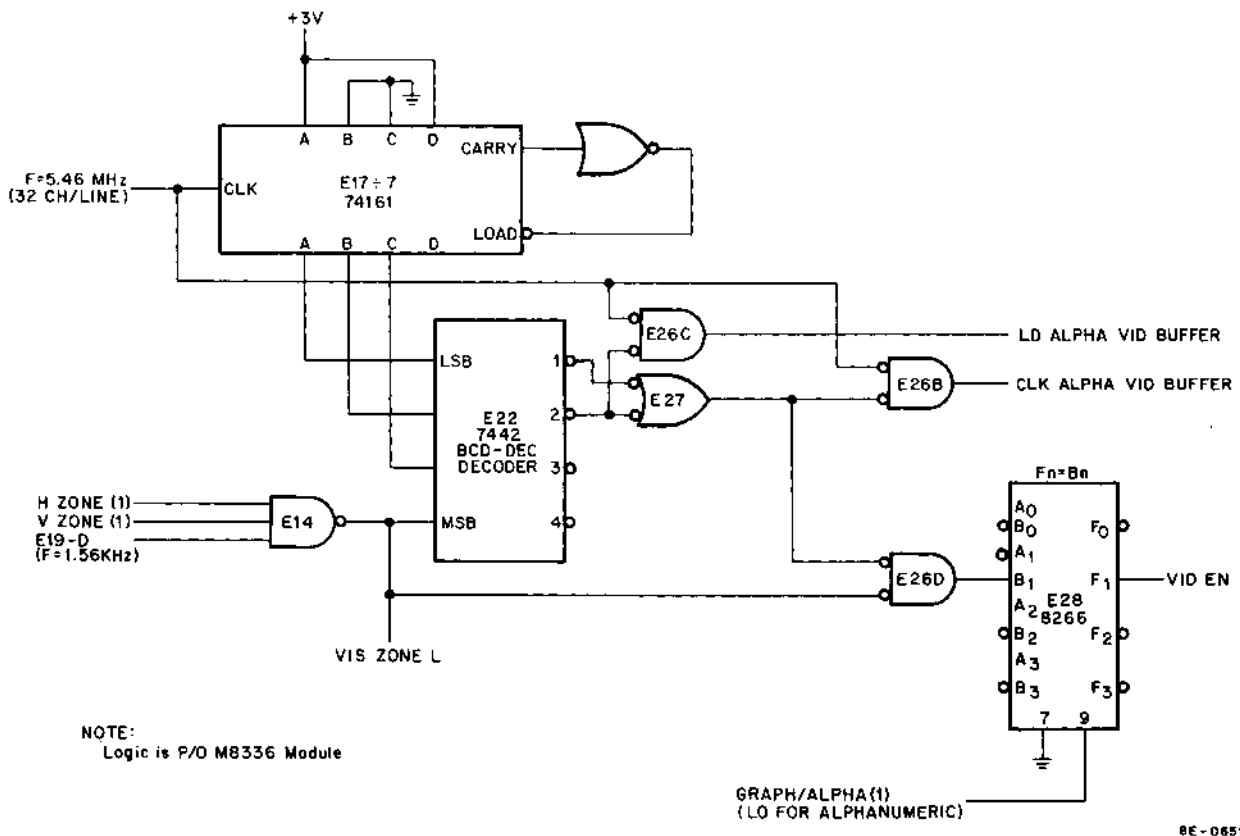 +3V
A B C D
CARRY
F=5.46 MHz
(32 CH/LINE)
CLK
E17÷7
74161
LOAD
A B C D
E26C
LD ALPHA VID BUFFER
LSB
1
E27
E26B
CLK ALPHA VID BUFFER
E22
7442
BCD-DEC
DECODER
2
3
4
MSB
H ZONE (1)
V ZONE (1)
E19-D
(F=1.56KHz)
E14
VIS ZONE L
E26D
Fn=Bn
A0
B0
F0
A1
B1
F1
VID EN
E28
8266
A2
B2
F2
A3
B3
F3
7 9
NOTE:
Logic is P/O M8336 Module
GRAPH/ALPHA(1)
(LO FOR ALPHANUMERIC)